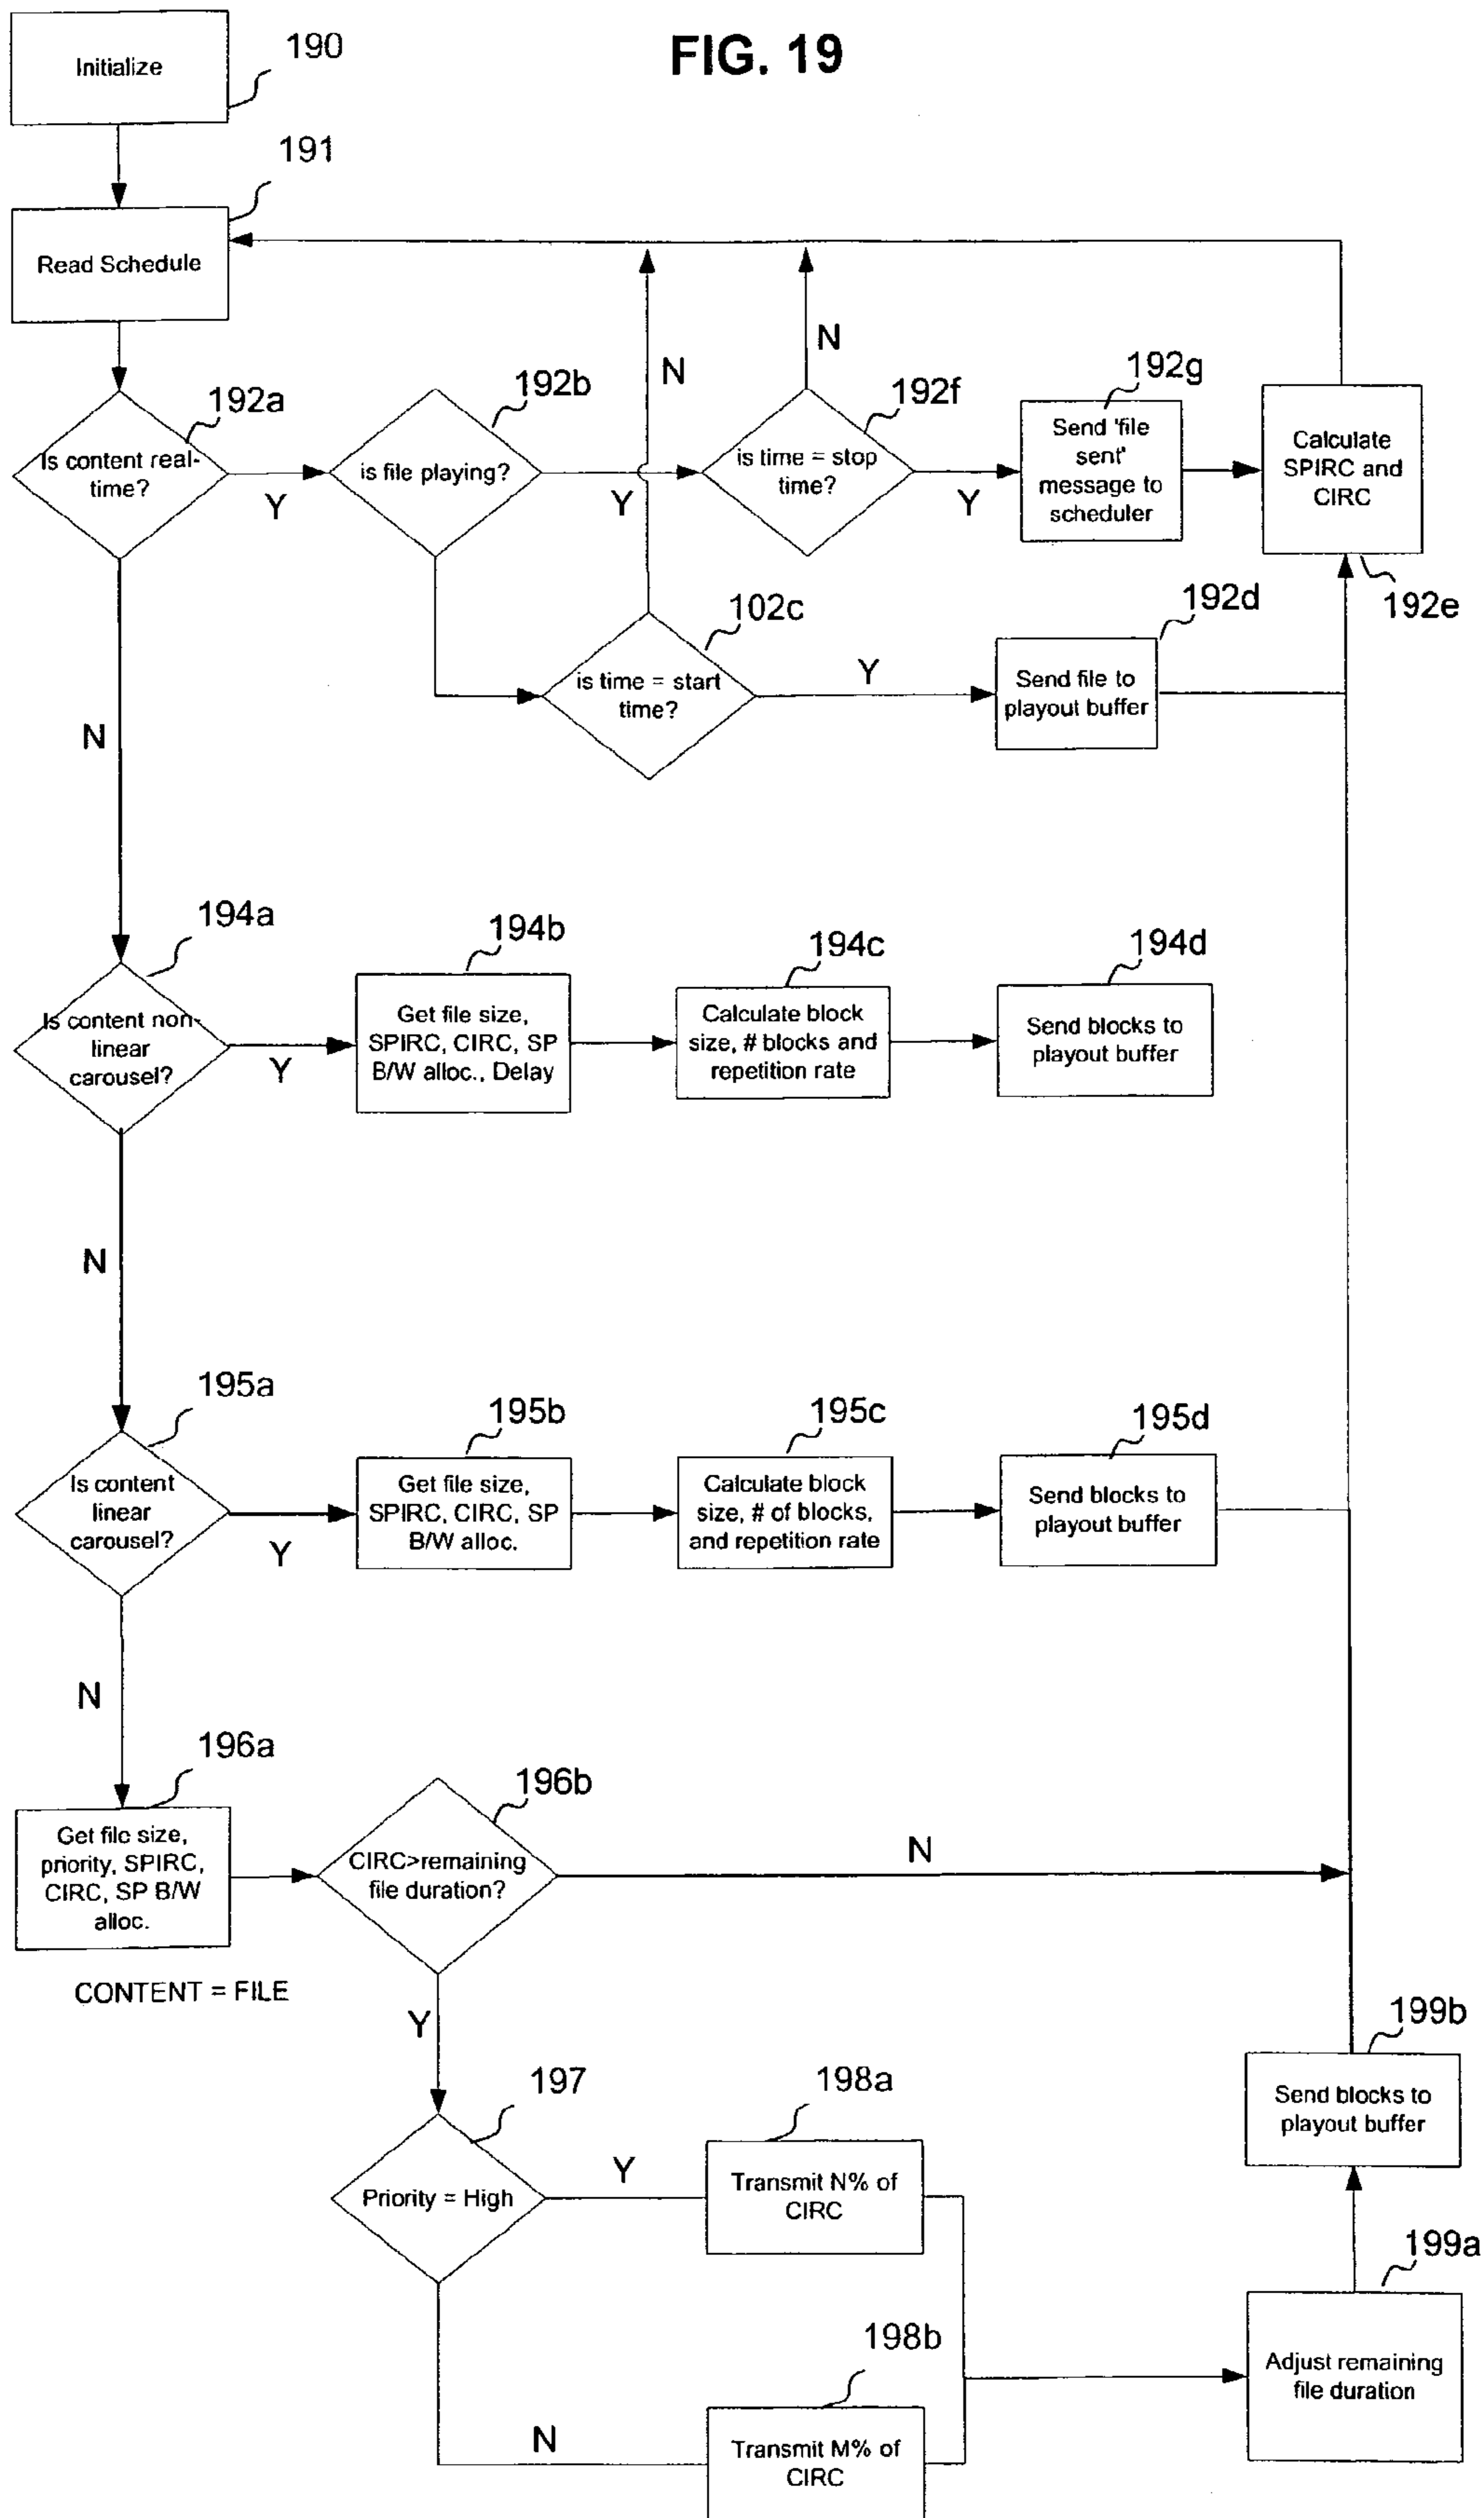 FIG. 19
Initialize
190
191
Read Schedule
192a
Is content real-
time?
Y
N
192b
is file playing?
Y
N
N
192f
is time = stop
time?
Y
192g
Send 'file
sent'
message to
scheduler
Calculate
SPIRC and
CIRC
192e
102c
is time = start
time?
Y
192d
Send file to
playout buffer
194a
Is content non-
linear
carousel?
Y
N
194b
Get file size,
SPIRC, CIRC, SP
B/W alloc., Delay
194c
Calculate block
size, # blocks and
repetition rate
194d
Send blocks to
playout buffer
195a
Is content
linear
carousel?
Y
N
195b
Get file size,
SPIRC, CIRC, SP
B/W alloc.
195c
Calculate block
size, # of blocks,
and repetition rate
195d
Send blocks to
playout buffer
196a
Get file size,
priority, SPIRC,
CIRC, SP B/W
alloc.
CONTENT = FILE
196b
CIRC>remaining
file duration?
N
Y
197
Priority = High
Y
N
198a
Transmit N% of
CIRC
198b
Transmit M% of
CIRC
199b
Send blocks to
playout buffer
199a
Adjust remaining
file duration